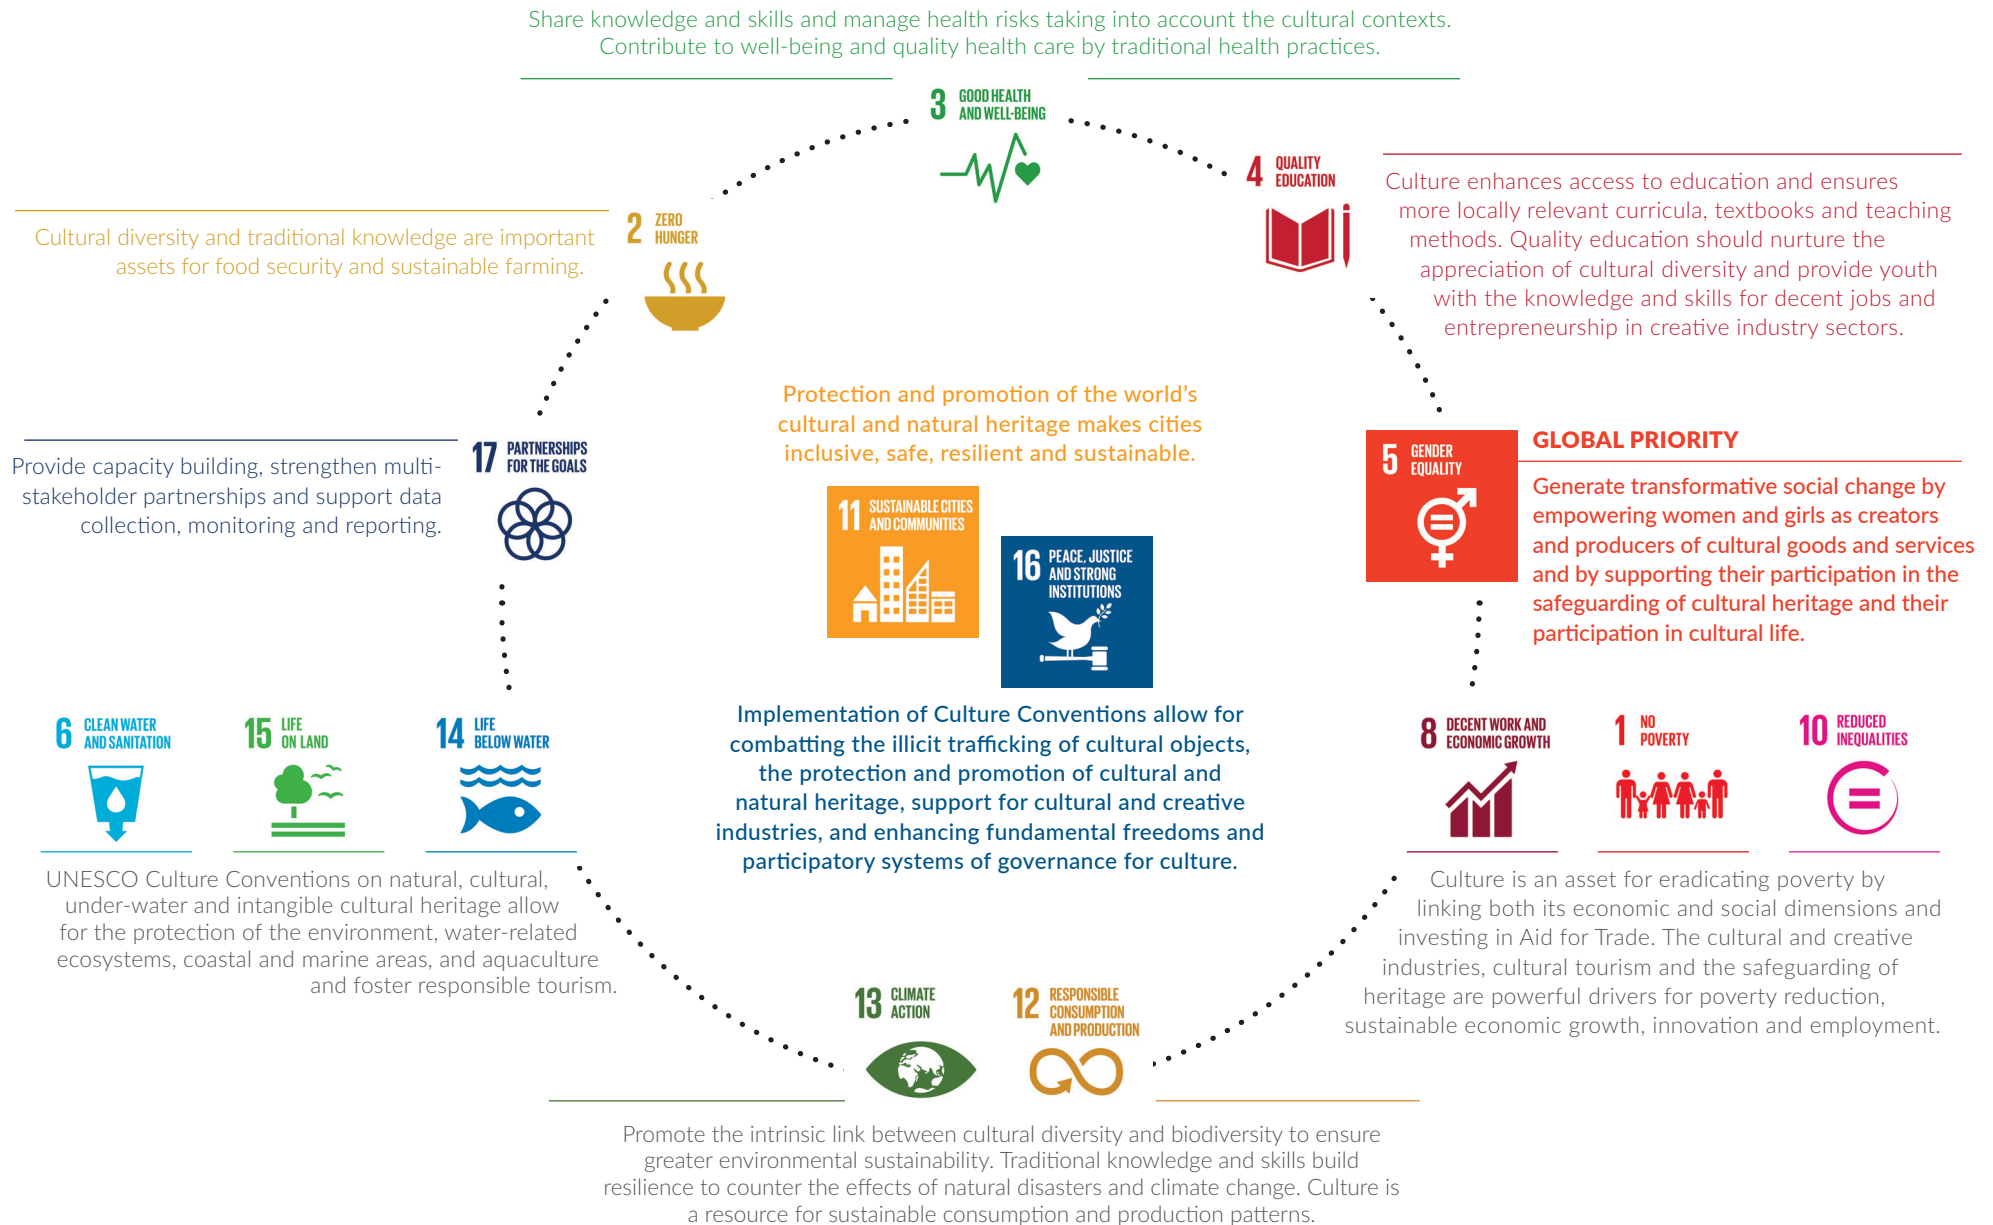 Share knowledge and skills and manage health risks taking into account the cultural contexts.
Contribute to well-being and quality health care by traditional health practices.
3 GOOD HEALTH
AND WELL-BEING
4 QUALITY
EDUCATION
Culture enhances access to education and ensures
more locally relevant curricula, textbooks and teaching
methods. Quality education should nurture the
appreciation of cultural diversity and provide youth
with the knowledge and skills for decent jobs and
entrepreneurship in creative industry sectors.
2 ZERO
HUNGER
Cultural diversity and traditional knowledge are important
assets for food security and sustainable farming.
Protection and promotion of the world’s
cultural and natural heritage makes cities
inclusive, safe, resilient and sustainable.
17 PARTNERSHIPS
FOR THE GOALS
Provide capacity building, strengthen multi-
stakeholder partnerships and support data
collection, monitoring and reporting.
11 SUSTAINABLE CITIES
AND COMMUNITIES
16 PEACE, JUSTICE
AND STRONG
INSTITUTIONS
5 GENDER
EQUALITY
GLOBAL PRIORITY
Generate transformative social change by
empowering women and girls as creators
and producers of cultural goods and services
and by supporting their participation in the
safeguarding of cultural heritage and their
participation in cultural life.
Implementation of Culture Conventions allow for
combatting the illicit trafficking of cultural objects,
the protection and promotion of cultural and
natural heritage, support for cultural and creative
industries, and enhancing fundamental freedoms and
participatory systems of governance for culture.
6 CLEAN WATER
AND SANITATION
15 LIFE
ON LAND
14 LIFE
BELOW WATER
UNESCO Culture Conventions on natural, cultural,
under-water and intangible cultural heritage allow
for the protection of the environment, water-related
ecosystems, coastal and marine areas, and aquaculture
and foster responsible tourism.
8 DECENT WORK AND
ECONOMIC GROWTH
1 NO
POVERTY
10 REDUCED
INEQUALITIES
Culture is an asset for eradicating poverty by
linking both its economic and social dimensions and
investing in Aid for Trade. The cultural and creative
industries, cultural tourism and the safeguarding of
heritage are powerful drivers for poverty reduction,
sustainable economic growth, innovation and employment.
13 CLIMATE
ACTION
12 RESPONSIBLE
CONSUMPTION
AND PRODUCTION
Promote the intrinsic link between cultural diversity and biodiversity to ensure
greater environmental sustainability. Traditional knowledge and skills build
resilience to counter the effects of natural disasters and climate change. Culture is
a resource for sustainable consumption and production patterns.